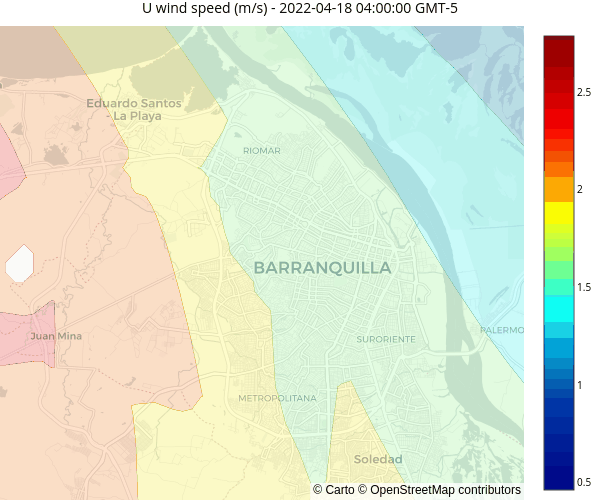 U wind speed (m/s) - 2022-04-18 04:00:00 GMT-5
Eduardo Santos
- La Playa
RIOMAR
BARRANQUILLA
PALERMO
Juan Mina
SURORIENTE
METROPOLITANA
Soledad
© Carto © OpenStreetMap contributors
2.5
2
1.5
1
0.5